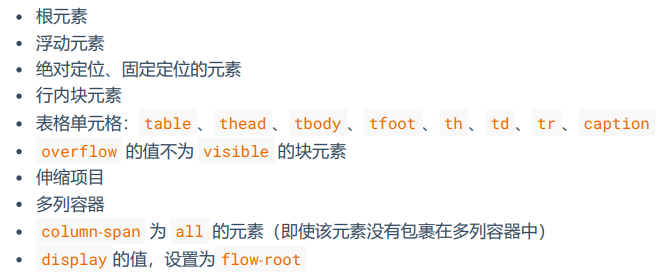 根元素
浮动元素
绝对定位、固定定位的元素
行内块元素
表格单元格：table、thead、tbody、tfoot、th、td、tr、caption
overflow 的值不为 visible 的块元素
伸缩项目
多列容器
column-span 为 all 的元素（即使该元素没有包裹在多列容器中）
display 的值，设置为 flow-root